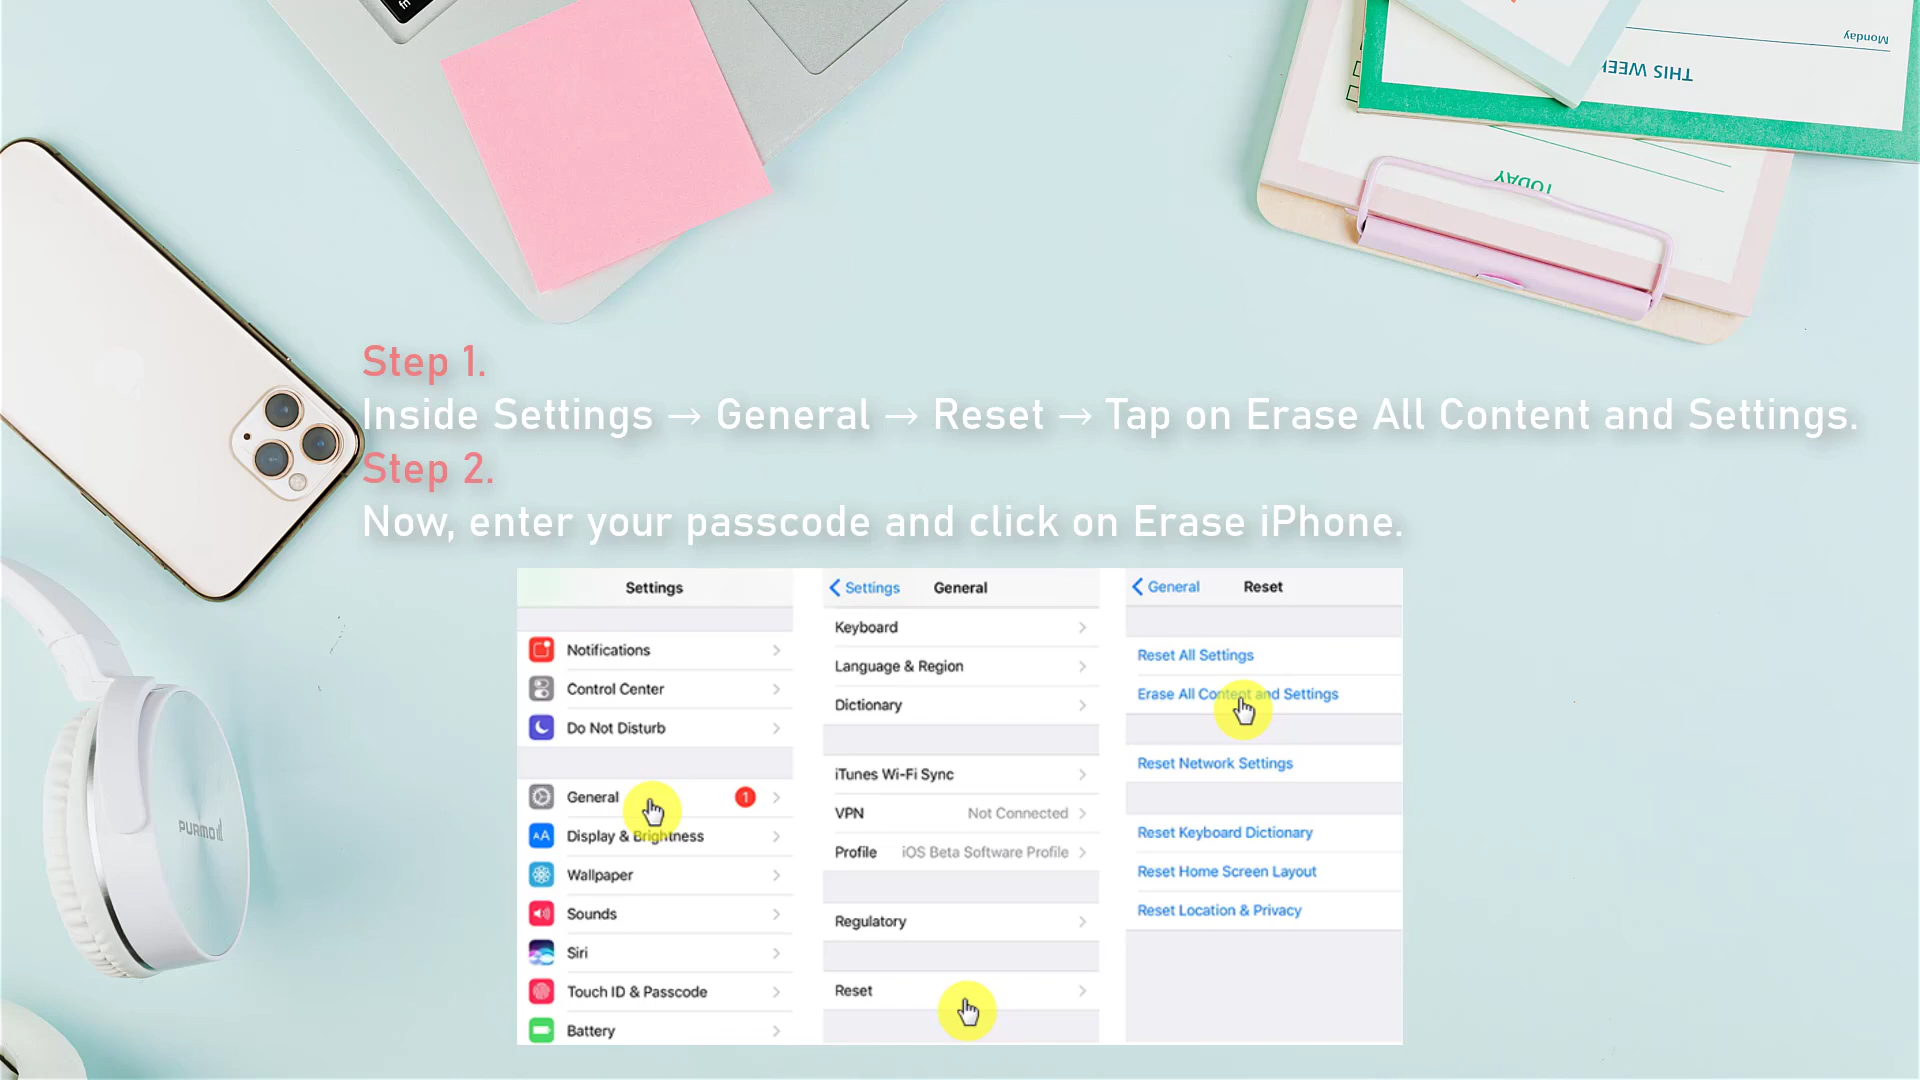 Monday
THIS WEEK
TODAY
Step 1.
Inside Settings → General → Reset → Tap on Erase All Content and Settings.
Step 2.
Now, enter your passcode and click on Erase iPhone.
Settings
Notifications
Control Center
Do Not Disturb
General 1
Display & Brightness
Wallpaper
Sounds
Siri
Touch ID & Passcode
Battery
Settings General
Keyboard
Language & Region
Dictionary
iTunes Wi-Fi Sync
VPN Not Connected
Profile iOS Beta Software Profile
Regulatory
Reset
General Reset
Reset All Settings
Erase All Content and Settings
Reset Network Settings
Reset Keyboard Dictionary
Reset Home Screen Layout
Reset Location & Privacy